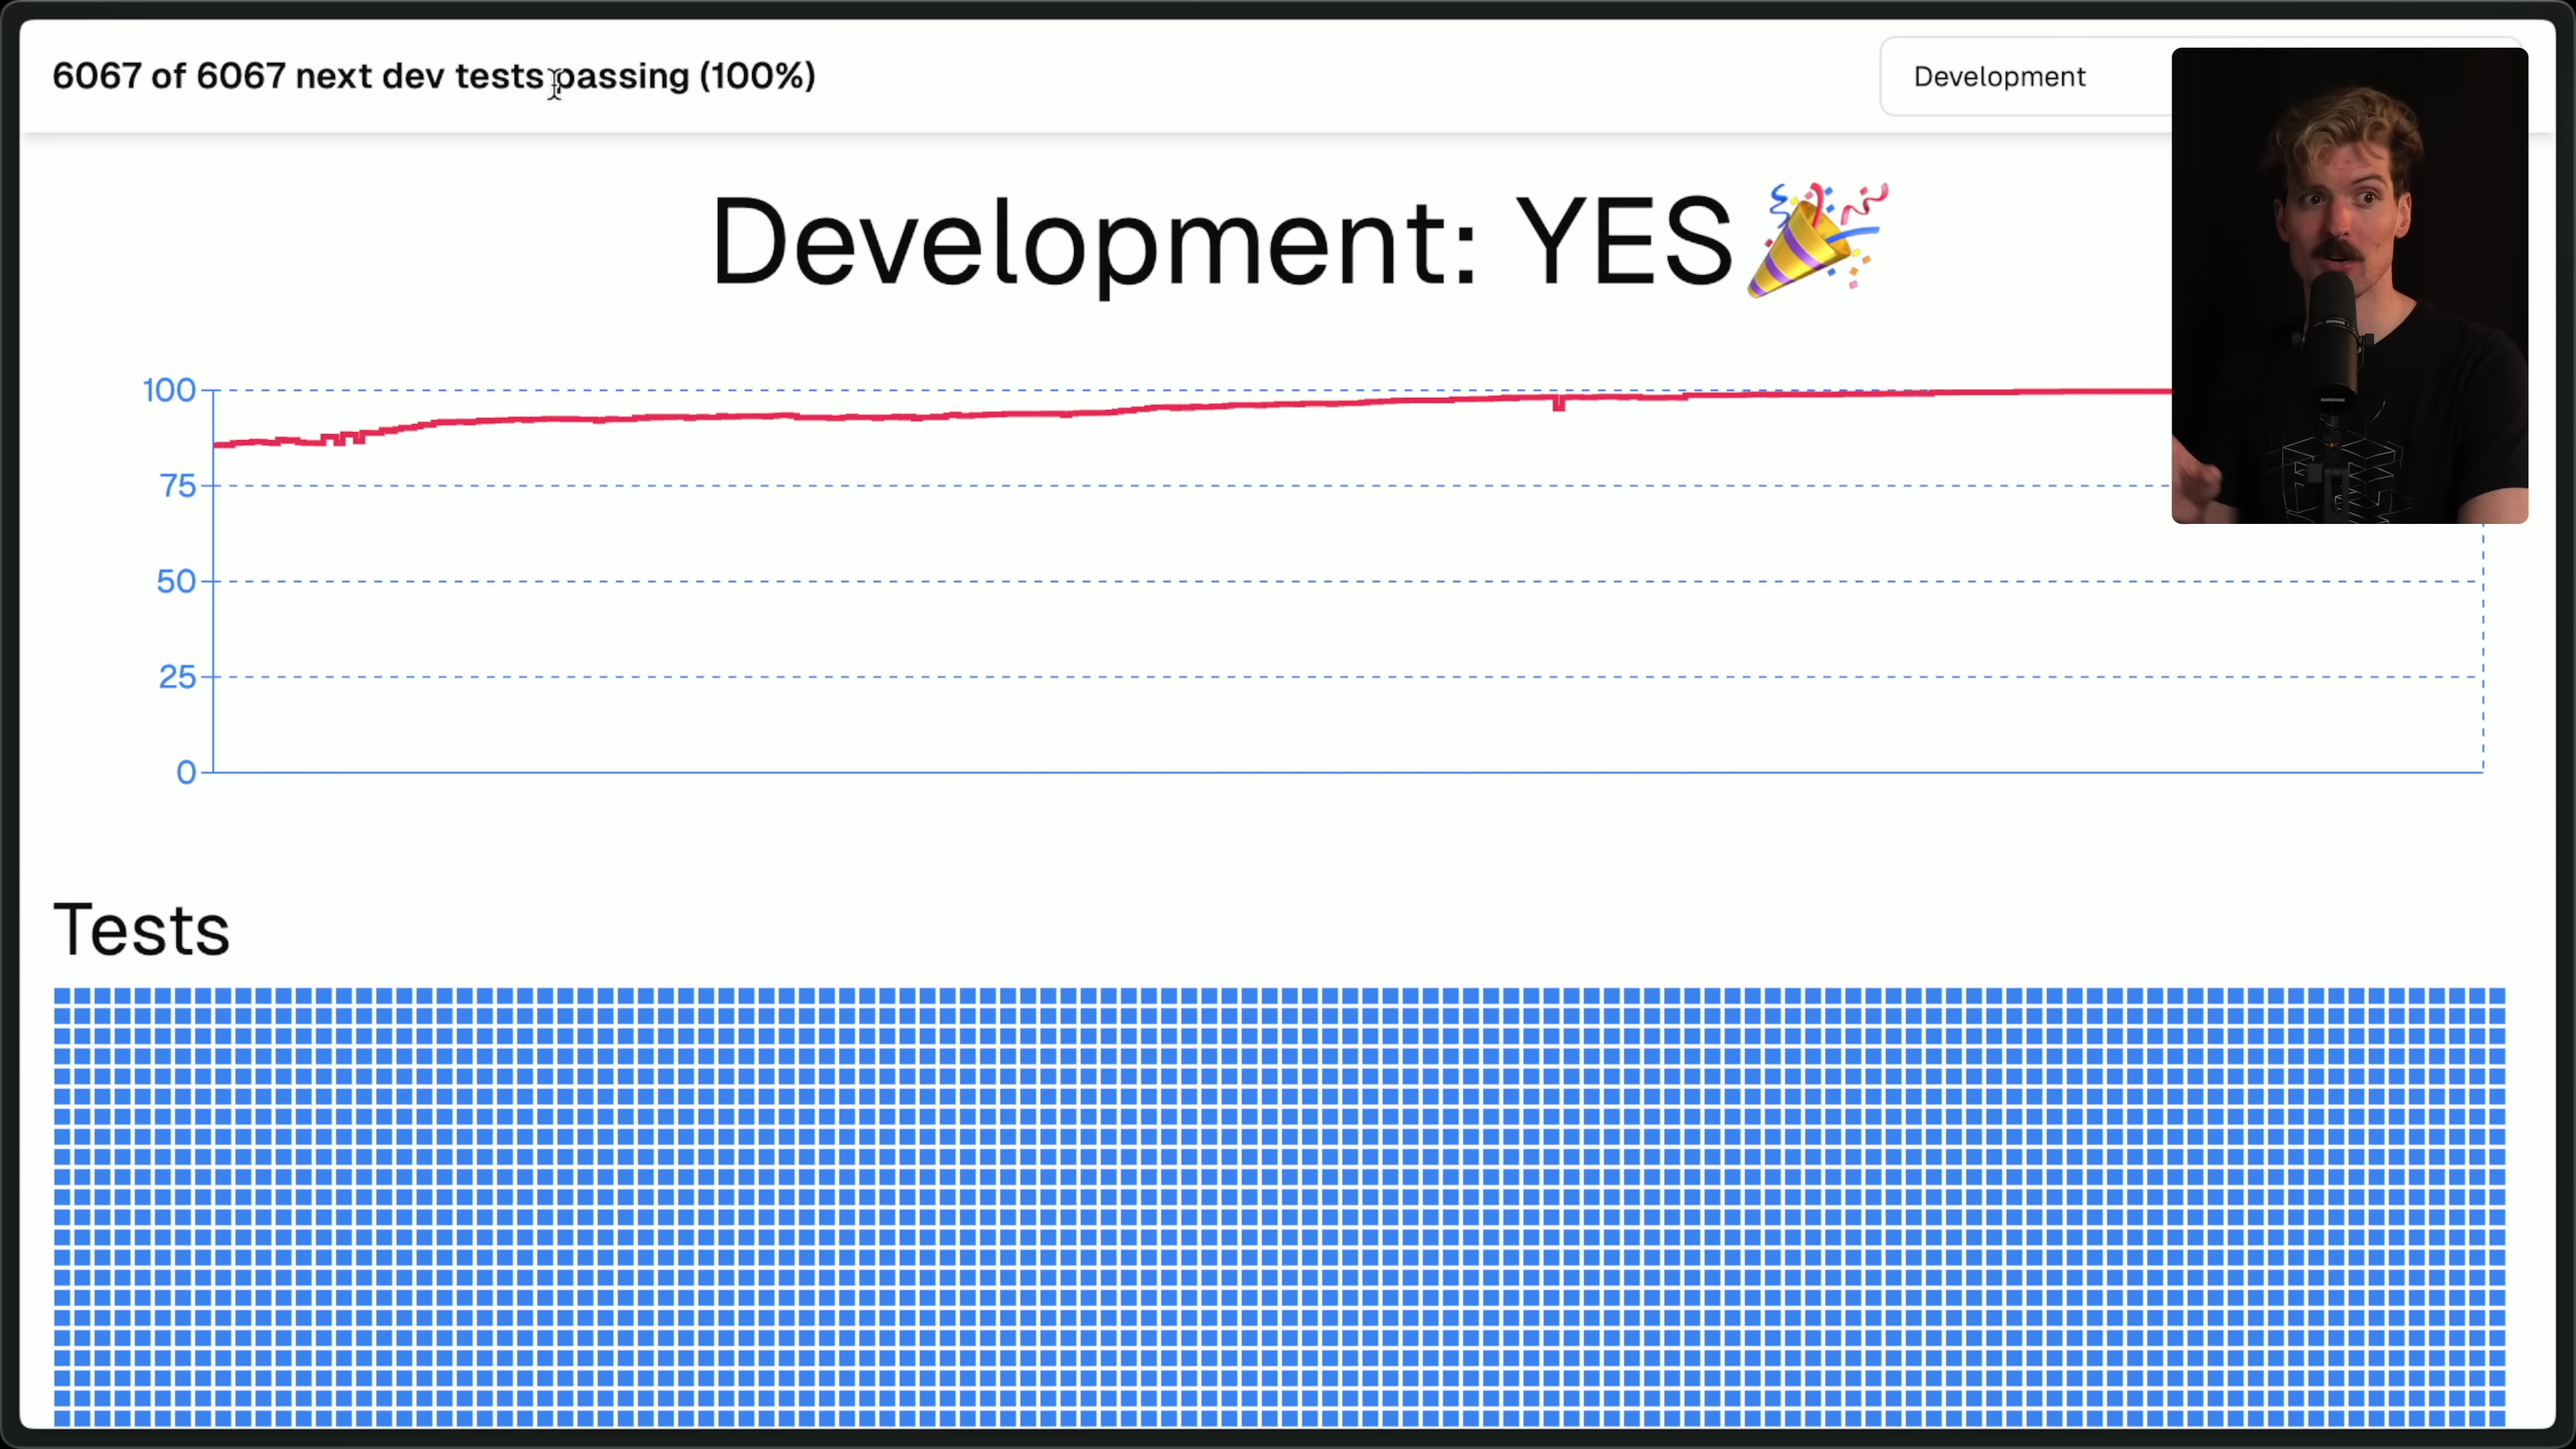 6067 of 6067 next dev tests passing (100%)
Development
Development: YES🎉
100
75
50
25
0
Tests